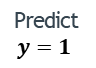 Predict
y = 1